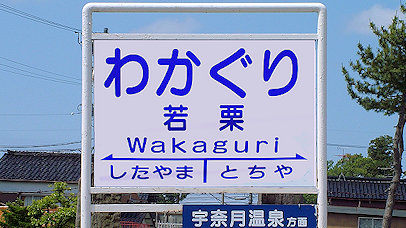 わかぐり
若栗
Wakaguri
したやま とちや
宇奈月温泉方面